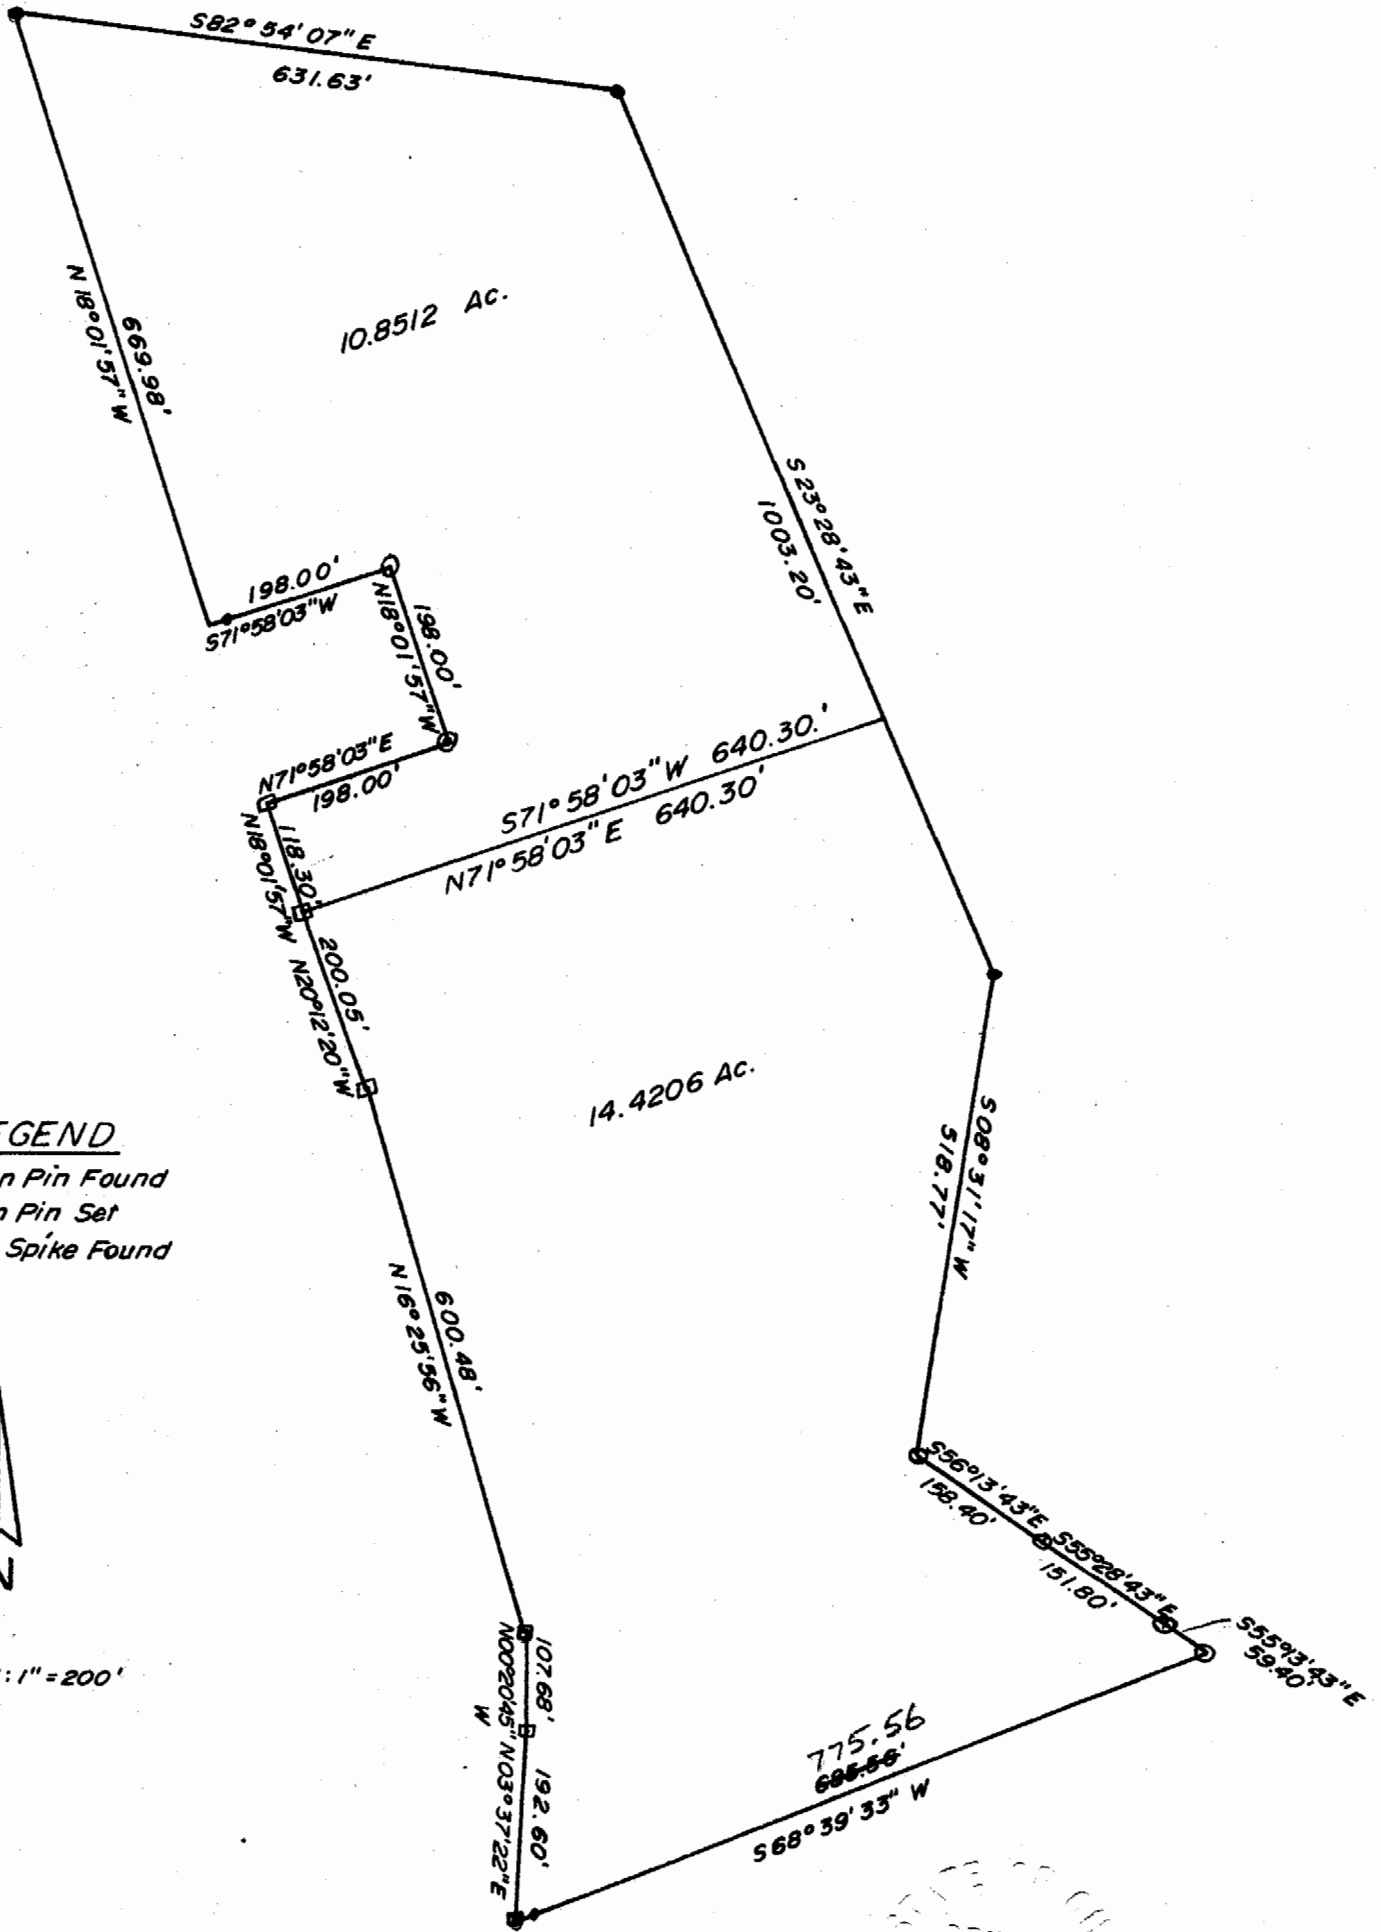 S82°54'07"E
631.63'
N 18°01'57" W
669.98'
10.8512 Ac.
S 23°28'43"E
1003.20'
198.00'
S71°58'03"W
198.00'
N18°01'57"W
N71°58'03"E
198.00'
S71°58'03"W 640.30.'
N71°58'03"E 640.30'
118.30'
N18°01'57"W
200.05'
N20°12'20"W
14.4206 Ac.
S08°31'17"W
518.77'
EGEND
n Pin Found
n Pin Set
Spike Found
600.48'
N 16°25'56"W
S56°13'43"E
158.40'
S55°28'43"E
151.80'
S55°13'43"E
59.40'
: 1"=200'
107.68'
N00°20'45"
W
192.60'
N03°37'22"E
775.56
685.56'
S68°39'33" W